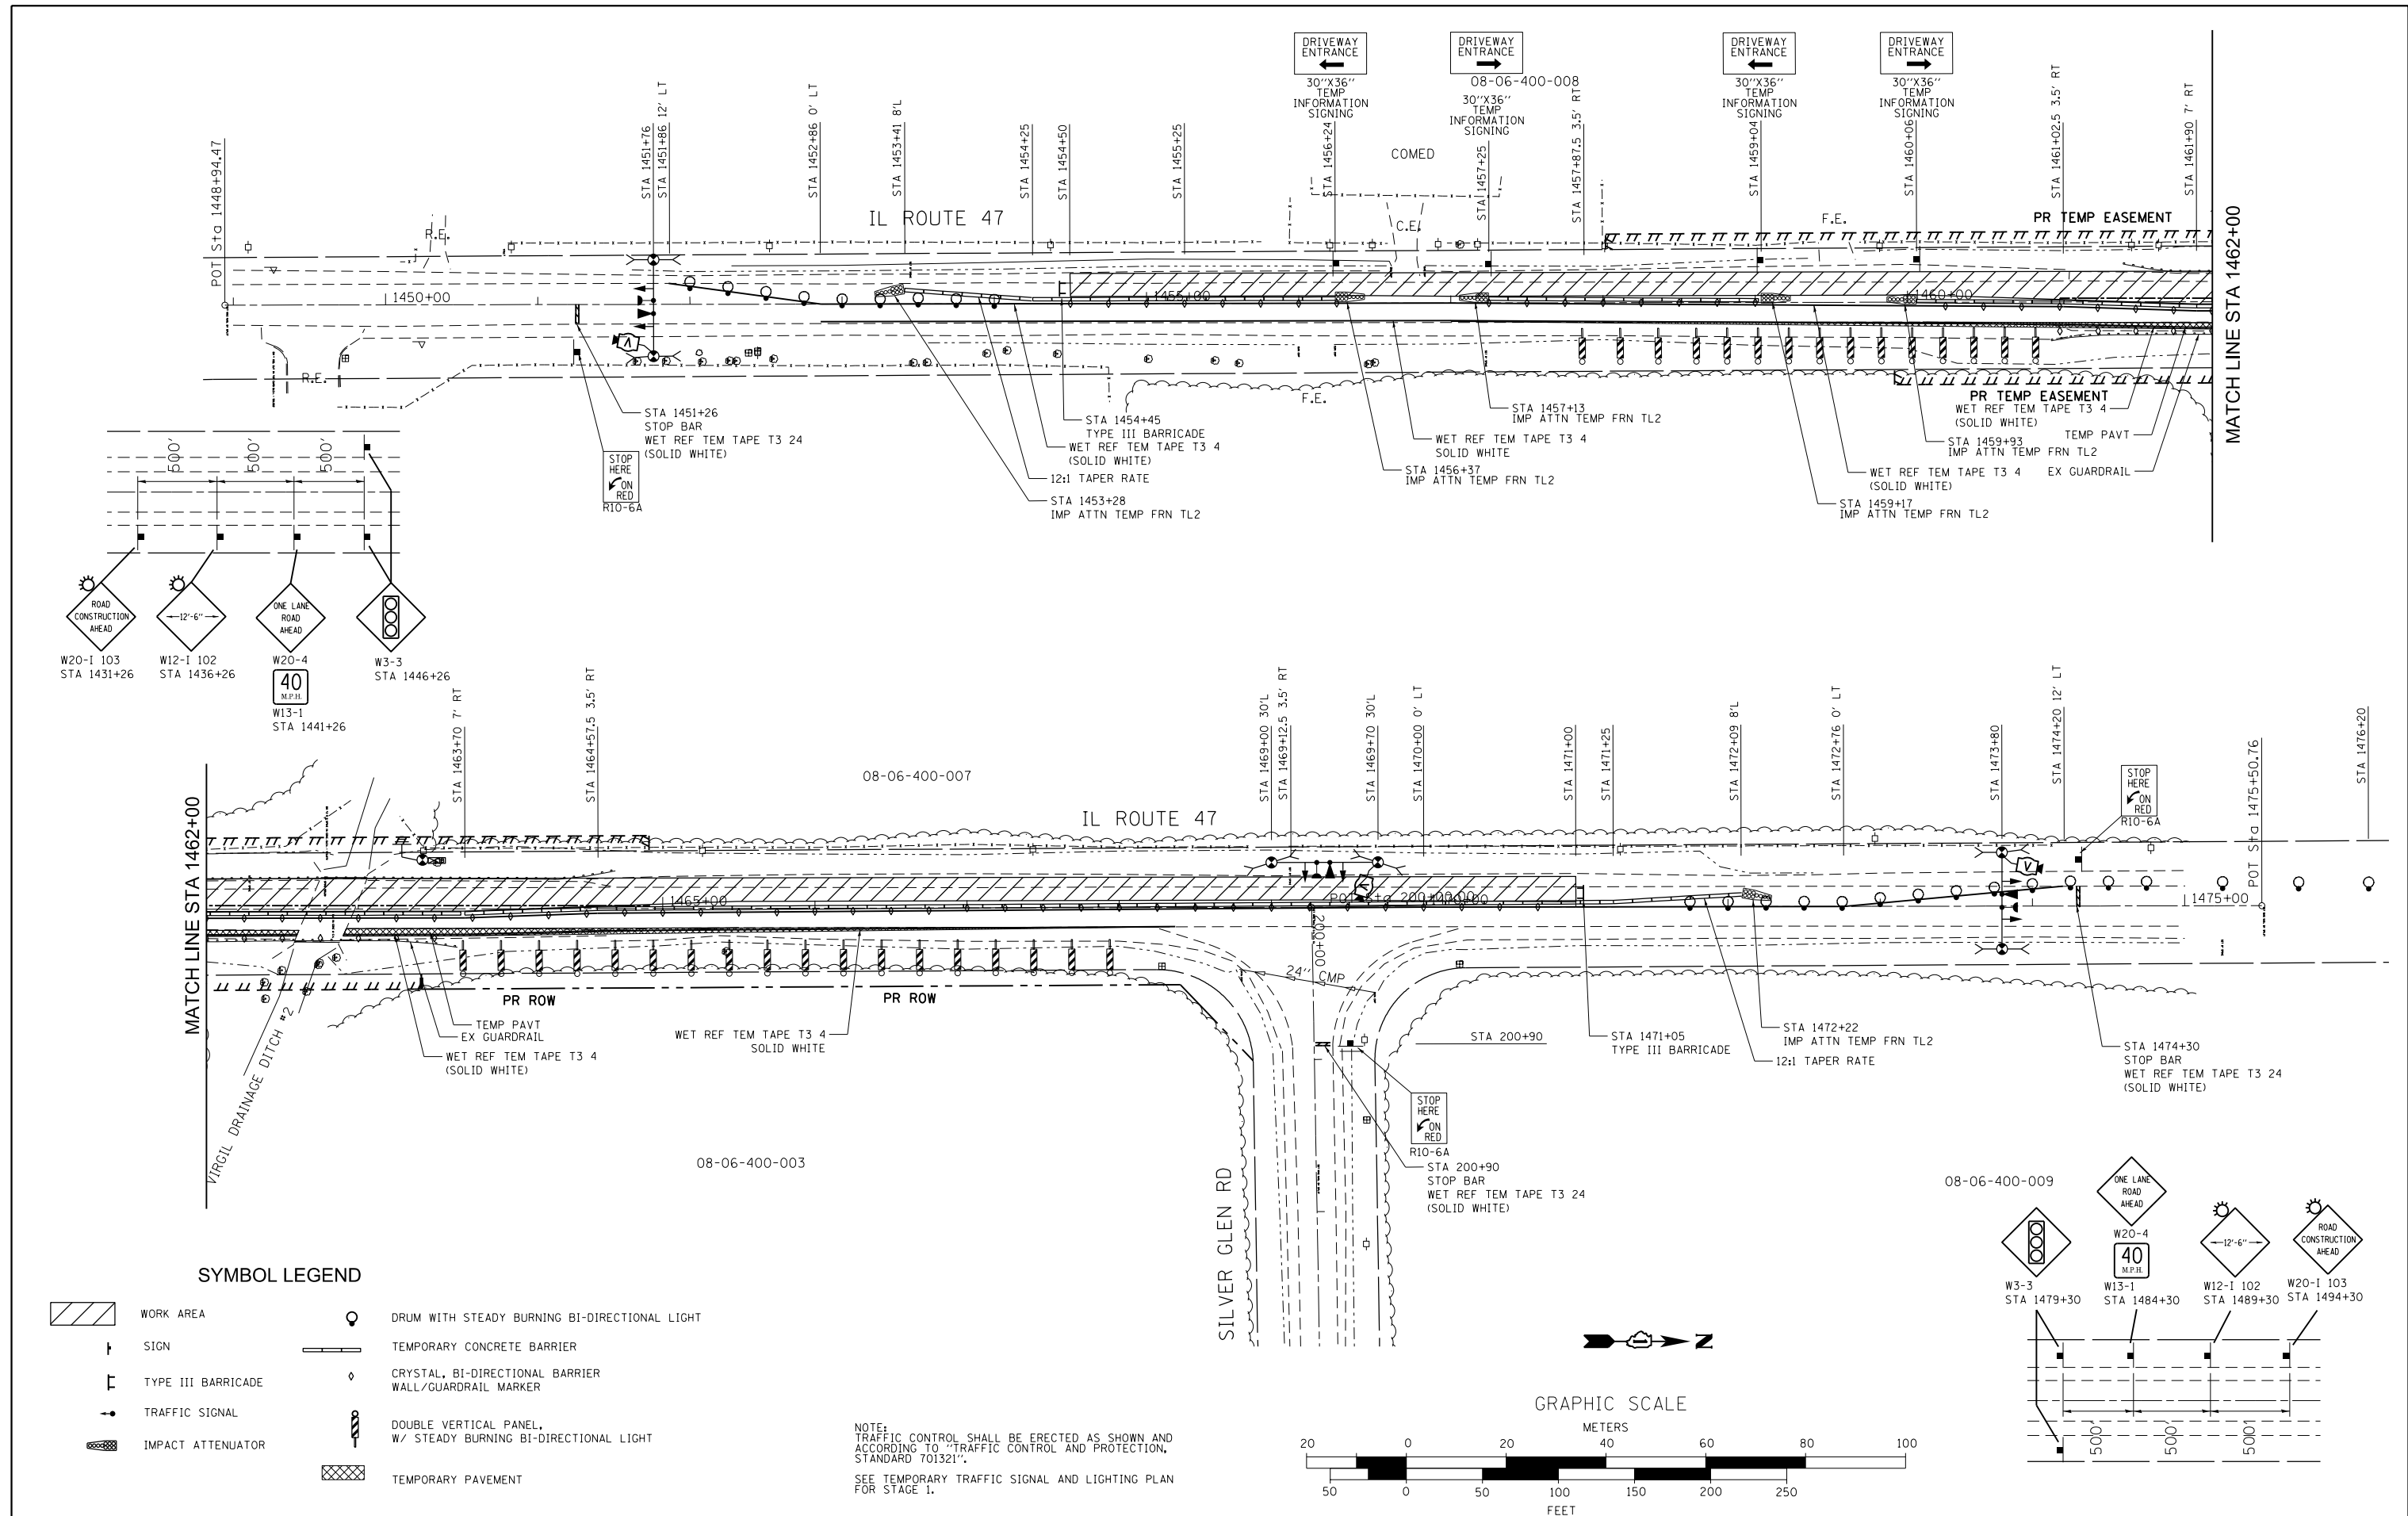 DRIVEWAY
ENTRANCE
30"X36"
TEMP
INFORMATION
SIGNING
DRIVEWAY
ENTRANCE
08-06-400-008
30"X36"
TEMP
INFORMATION
SIGNING
DRIVEWAY
ENTRANCE
30"X36"
TEMP
INFORMATION
SIGNING
DRIVEWAY
ENTRANCE
30"X36"
TEMP
INFORMATION
SIGNING
POT Sta 1448+94.47
STA 1451+76
STA 1451+86 12' LT
STA 1452+86 0' LT
STA 1453+41 8'L
STA 1454+25
STA 1454+50
STA 1455+25
STA 1456+24
STA 1457+25
STA 1457+87.5 3.5' RT
STA 1459+04
STA 1460+06
STA 1461+02.5 3.5' RT
STA 1461+90 7' RT
MATCH LINE STA 1462+00
COMED
IL ROUTE 47
R.E.
C.E.
F.E.
PR TEMP EASEMENT
1450+00
1455+00
1460+00
R.E.
F.E.
PR TEMP EASEMENT
STA 1451+26
STOP BAR
WET REF TEM TAPE T3 24
(SOLID WHITE)
STOP
HERE
ON
RED
R10-6A
STA 1454+45
TYPE III BARRICADE
WET REF TEM TAPE T3 4
(SOLID WHITE)
12:1 TAPER RATE
STA 1453+28
IMP ATTN TEMP FRN TL2
STA 1457+13
IMP ATTN TEMP FRN TL2
WET REF TEM TAPE T3 4
SOLID WHITE
STA 1456+37
IMP ATTN TEMP FRN TL2
WET REF TEM TAPE T3 4
(SOLID WHITE)
TEMP PAVT
STA 1459+93
IMP ATTN TEMP FRN TL2
WET REF TEM TAPE T3 4
(SOLID WHITE)
EX GUARDRAIL
STA 1459+17
IMP ATTN TEMP FRN TL2
500'
500'
500'
ROAD
CONSTRUCTION
AHEAD
W20-I 103
STA 1431+26
12'-6"
W12-I 102
STA 1436+26
ONE LANE
ROAD
AHEAD
W20-4
40
M.P.H.
W13-1
STA 1441+26
W3-3
STA 1446+26
MATCH LINE STA 1462+00
STA 1463+70 7' RT
STA 1464+57.5 3.5' RT
08-06-400-007
IL ROUTE 47
STA 1469+00 30'L
STA 1469+12.5 3.5' RT
STA 1469+70 30'L
STA 1470+00 0' LT
STA 1471+00
STA 1471+25
STA 1472+09 8'L
STA 1472+76 0' LT
STA 1473+80
STA 1474+20 12' LT
STOP
HERE
ON
RED
R10-6A
POT Sta 1475+50.76
STA 1476+20
1465+00
200+00
1475+00
24" CMP
PR ROW
PR ROW
TEMP PAVT
EX GUARDRAIL
WET REF TEM TAPE T3 4
(SOLID WHITE)
WET REF TEM TAPE T3 4
SOLID WHITE
VIRGIL DRAINAGE DITCH #2
STA 200+90
STA 1471+05
TYPE III BARRICADE
STA 1472+22
IMP ATTN TEMP FRN TL2
12:1 TAPER RATE
STA 1474+30
STOP BAR
WET REF TEM TAPE T3 24
(SOLID WHITE)
STOP
HERE
ON
RED
R10-6A
STA 200+90
STOP BAR
WET REF TEM TAPE T3 24
(SOLID WHITE)
08-06-400-003
SILVER GLEN RD
08-06-400-009
W3-3
STA 1479+30
ONE LANE
ROAD
AHEAD
W20-4
40
M.P.H.
W13-1
STA 1484+30
12'-6"
W12-I 102
STA 1489+30
ROAD
CONSTRUCTION
AHEAD
W20-I 103
STA 1494+30
500'
500'
500'
SYMBOL LEGEND
WORK AREA
SIGN
TYPE III BARRICADE
TRAFFIC SIGNAL
IMPACT ATTENUATOR
DRUM WITH STEADY BURNING BI-DIRECTIONAL LIGHT
TEMPORARY CONCRETE BARRIER
CRYSTAL, BI-DIRECTIONAL BARRIER
WALL/GUARDRAIL MARKER
DOUBLE VERTICAL PANEL,
W/ STEADY BURNING BI-DIRECTIONAL LIGHT
TEMPORARY PAVEMENT
NOTE:
TRAFFIC CONTROL SHALL BE ERECTED AS SHOWN AND
ACCORDING TO "TRAFFIC CONTROL AND PROTECTION,
STANDARD 701321".
SEE TEMPORARY TRAFFIC SIGNAL AND LIGHTING PLAN
FOR STAGE 1.
N
GRAPHIC SCALE
METERS
20 0 20 40 60 80 100
50 0 50 100 150 200 250
FEET